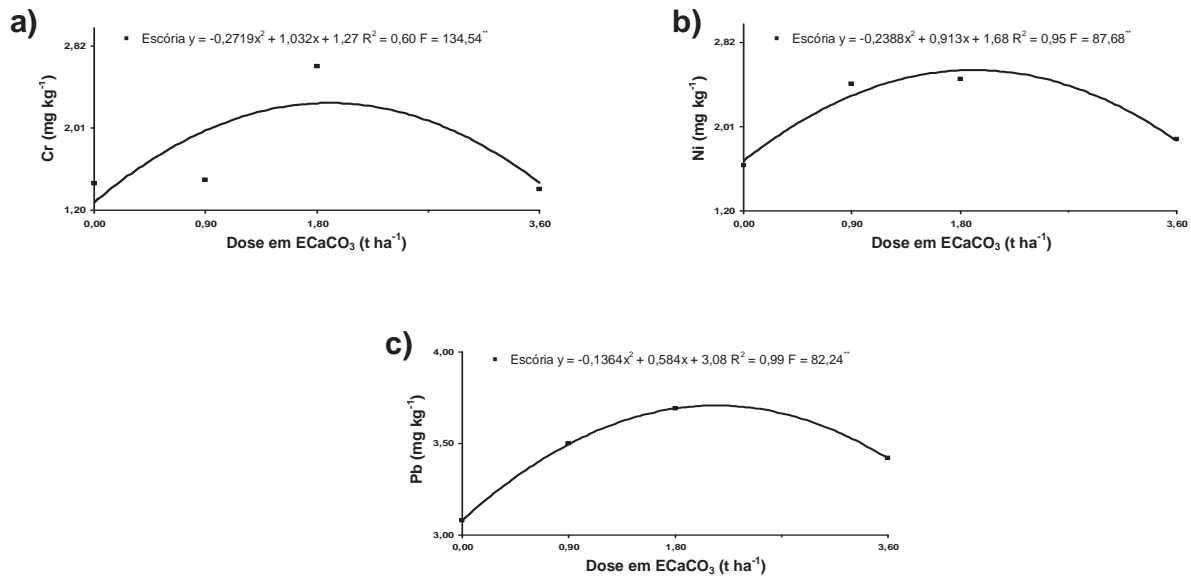 a)
Escória y = -0,2719x² + 1,032x + 1,27 R² = 0,60 F = 134,54**
Cr (mg kg⁻¹)
2,82
2,01
1,20
0,00 0,90 1,80 3,60
Dose em ECaCO₃ (t ha⁻¹)
b)
Escória y = -0,2388x² + 0,913x + 1,68 R² = 0,95 F = 87,68**
Ni (mg kg⁻¹)
2,82
2,01
1,20
0,00 0,90 1,80 3,60
Dose em ECaCO₃ (t ha⁻¹)
c)
Escória y = -0,1364x² + 0,584x + 3,08 R² = 0,99 F = 82,24**
Pb (mg kg⁻¹)
4,00
3,50
3,00
0,00 0,90 1,80 3,60
Dose em ECaCO₃ (t ha⁻¹)